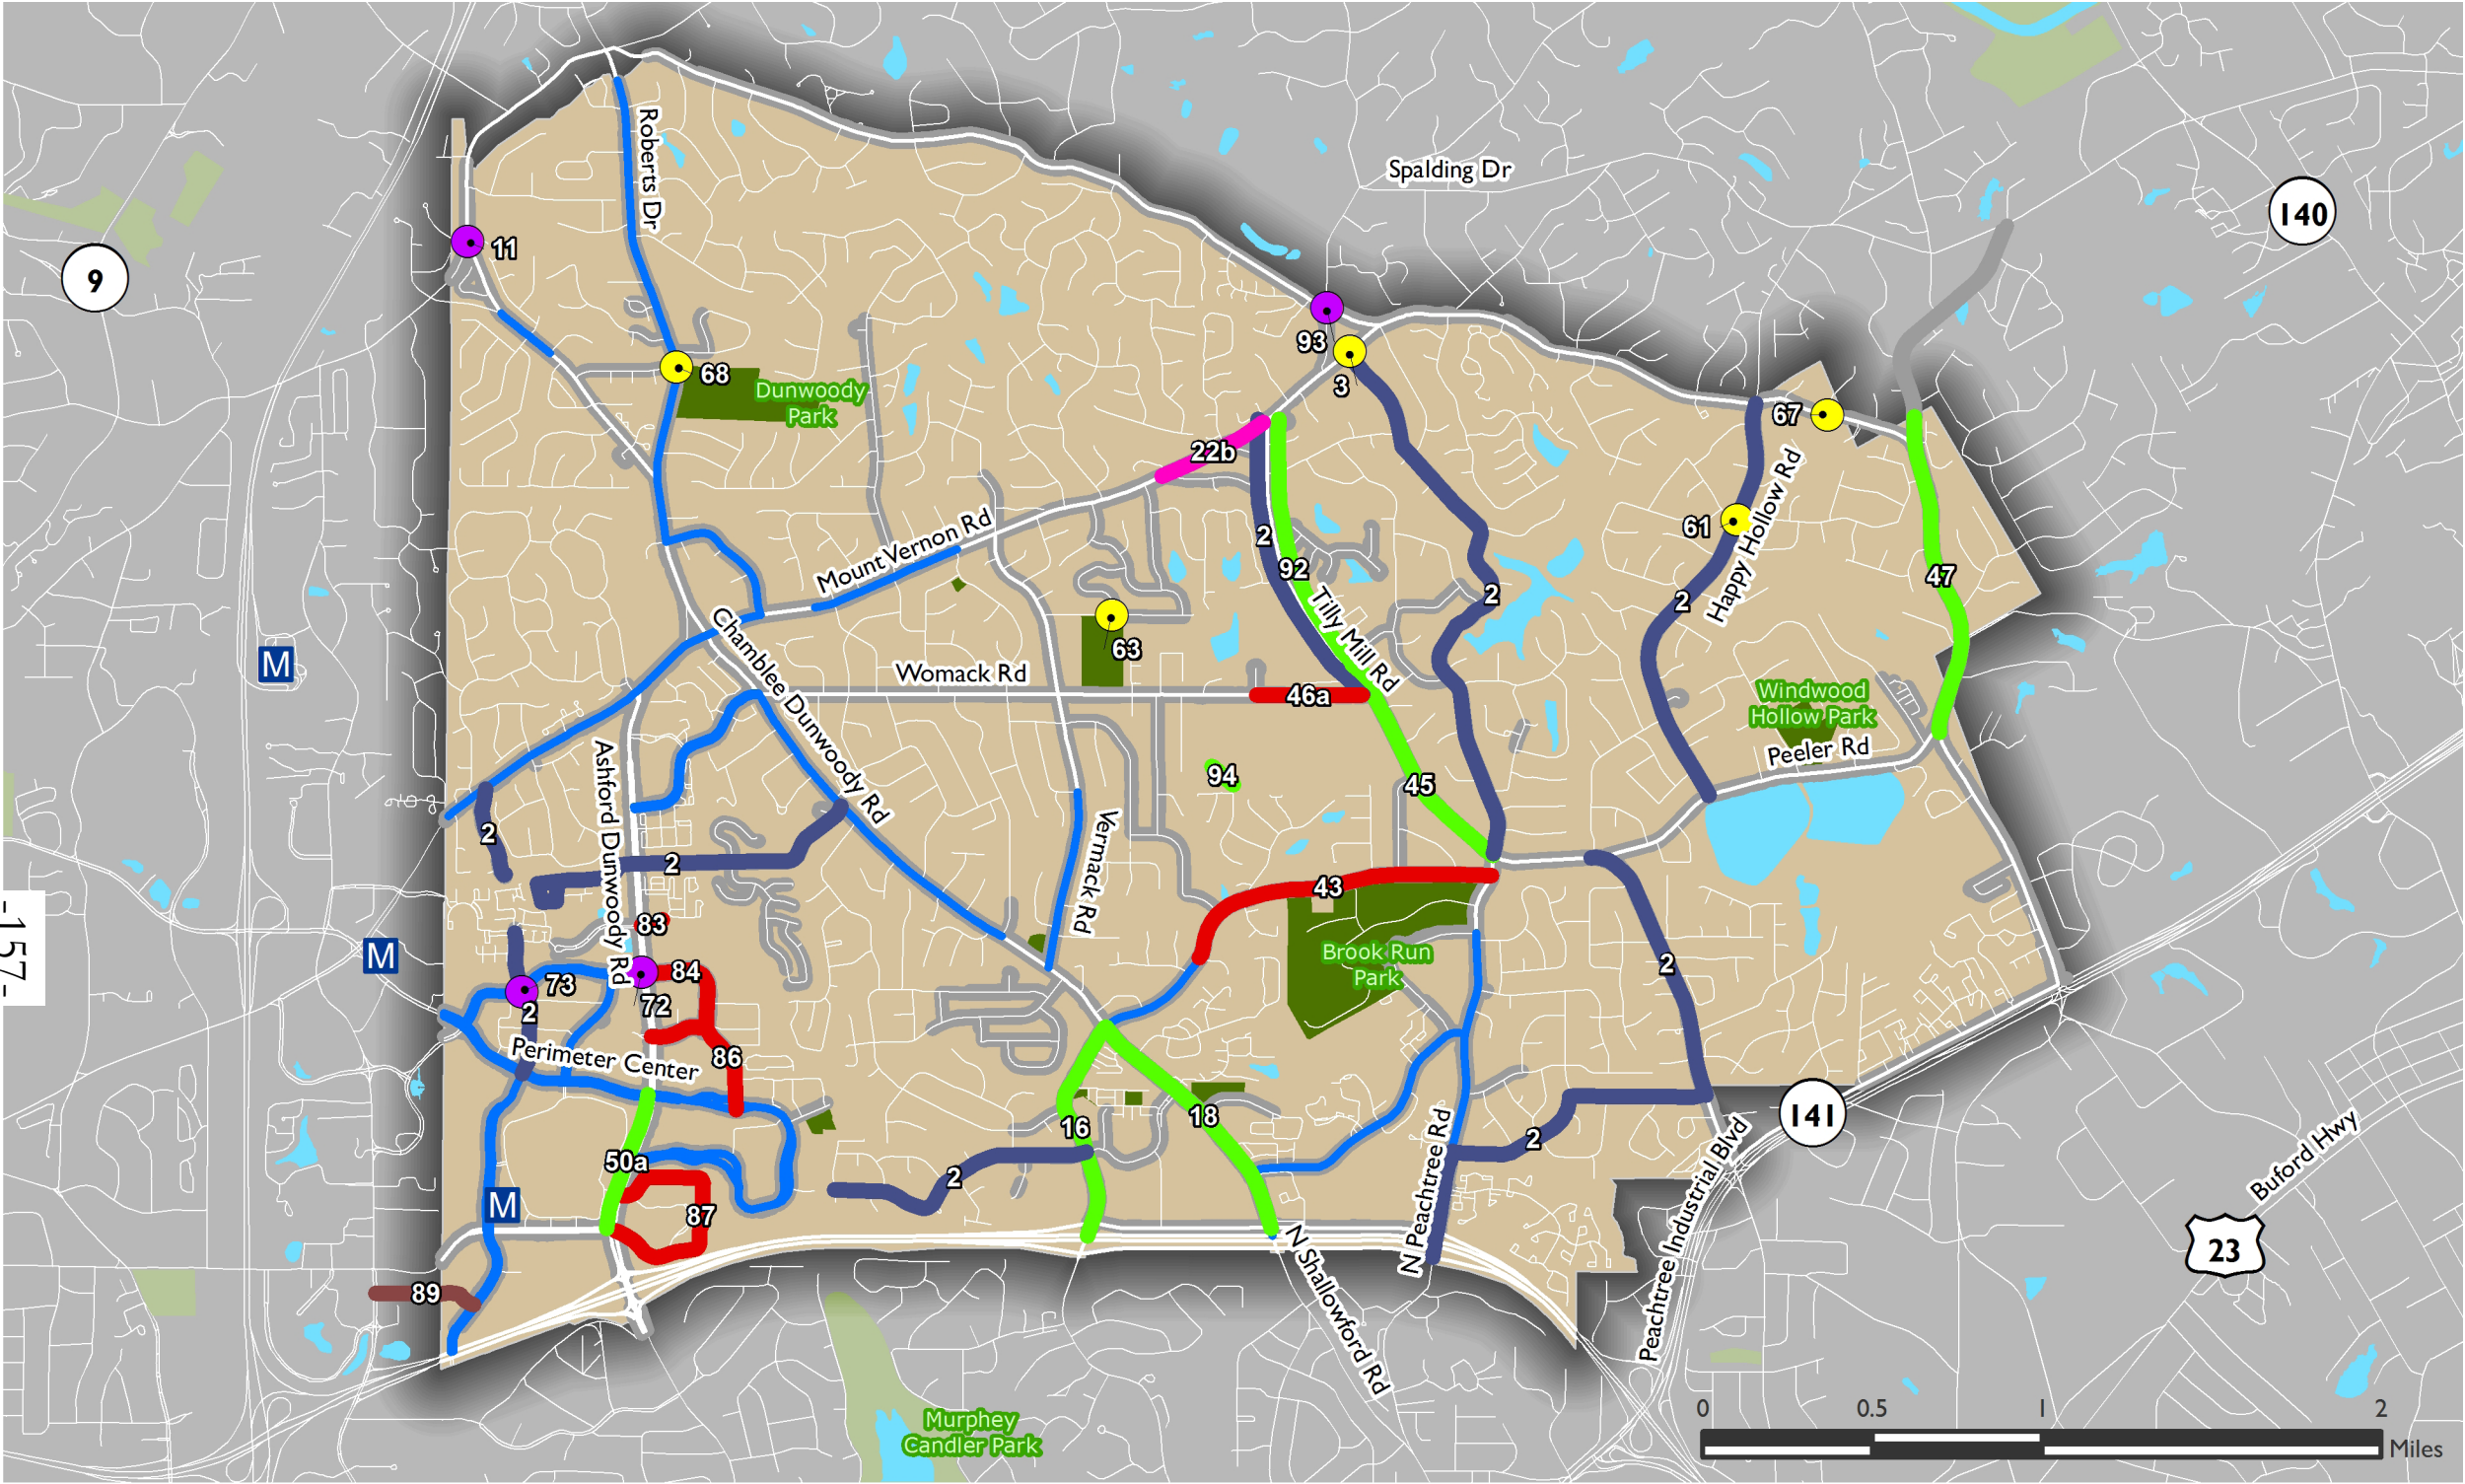 Spalding Dr
Roberts Dr
140
11
9
93
3
68
Dunwoody
Park
67
22b
61
2
92
Happy Hollow Rd
47
2
2
Mount Vernon Rd
Tilly Mill Rd
63
M
Womack Rd
46a
Chamblee Dunwoody Rd
Windwood
Hollow Park
Peeler Rd
94
45
Ashford Dunwoody Rd
2
2
Vermack Rd
43
83
M
Brook Run
Park
2
84
73
72
2
-157-
Perimeter Center
86
141
16
18
2
50a
2
M
87
N Peachtree Rd
Peachtree Industrial Blvd
Buford Hwy
23
N Shallowford Rd
89
Murphey
Candler Park
0 0.5 1 2
Miles